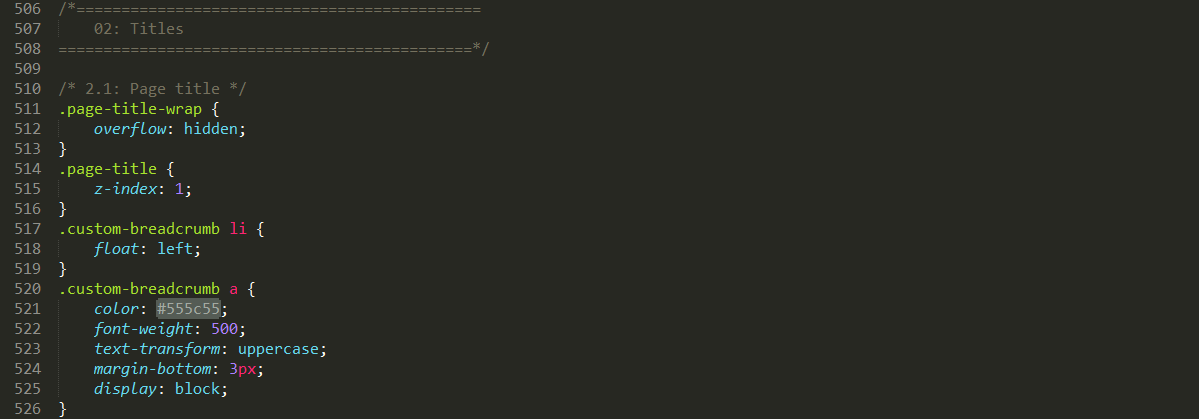 506 /*=============================================
507     02: Titles
508 ==============================================*/
509
510 /* 2.1: Page title */
511 .page-title-wrap {
512     overflow: hidden;
513 }
514 .page-title {
515     z-index: 1;
516 }
517 .custom-breadcrumb li {
518     float: left;
519 }
520 .custom-breadcrumb a {
521     color: #555c55;
522     font-weight: 500;
523     text-transform: uppercase;
524     margin-bottom: 3px;
525     display: block;
526 }